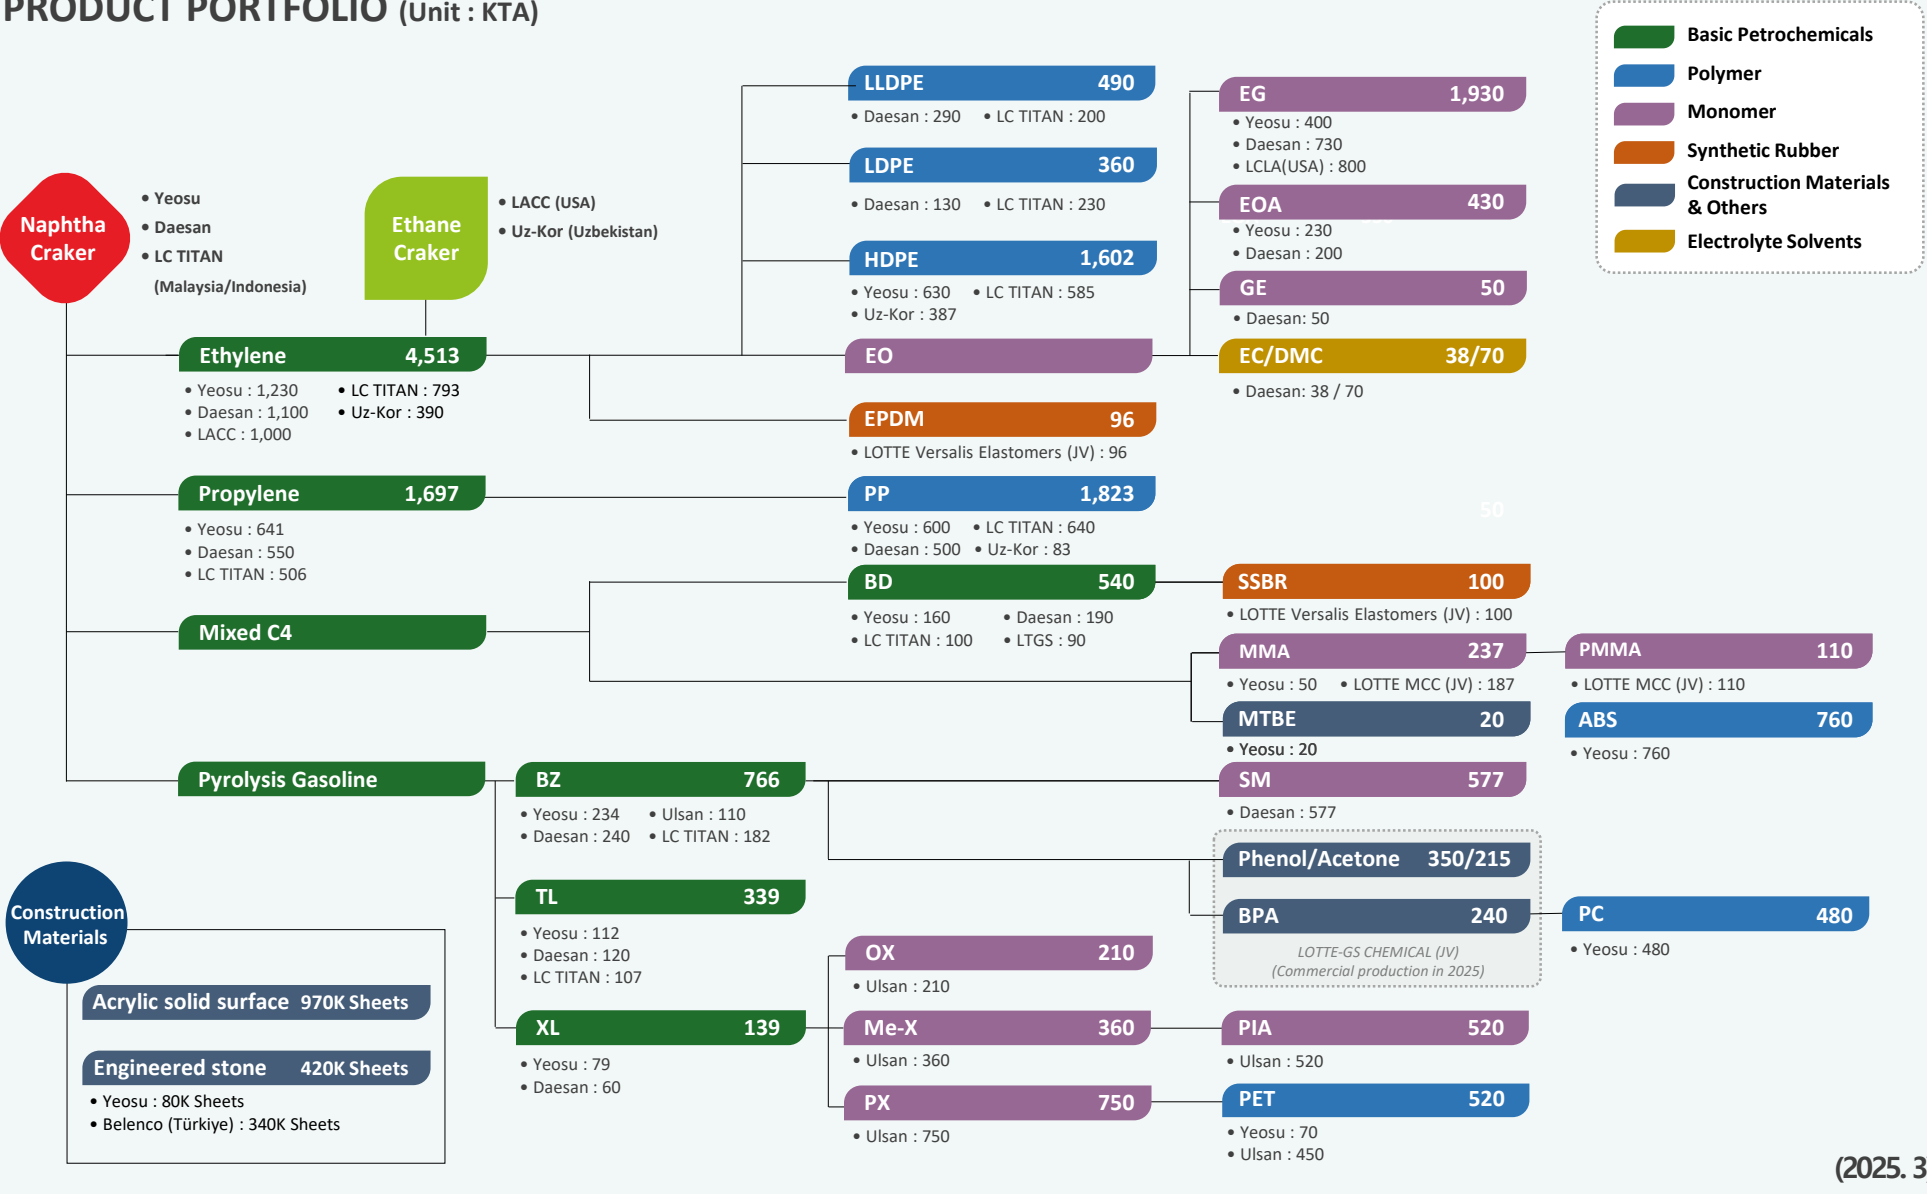 PRODUCT PORTFOLIO (Unit : KTA)
Basic Petrochemicals
Polymer
Monomer
Synthetic Rubber
Construction Materials
& Others
Electrolyte Solvents
Naphtha
Craker
• Yeosu
• Daesan
• LC TITAN
(Malaysia/Indonesia)
Ethane
Craker
• LACC (USA)
• Uz-Kor (Uzbekistan)
Ethylene 4,513
• Yeosu : 1,230 • LC TITAN : 793
• Daesan : 1,100 • Uz-Kor : 390
• LACC : 1,000
LLDPE 490
• Daesan : 290 • LC TITAN : 200
LDPE 360
• Daesan : 130 • LC TITAN : 230
HDPE 1,602
• Yeosu : 630 • LC TITAN : 585
• Uz-Kor : 387
EO
EG 1,930
• Yeosu : 400
• Daesan : 730
• LCLA(USA) : 800
EOA 430
• Yeosu : 230
• Daesan : 200
GE 50
• Daesan: 50
EC/DMC 38/70
• Daesan: 38 / 70
EPDM 96
• LOTTE Versalis Elastomers (JV) : 96
Propylene 1,697
• Yeosu : 641
• Daesan : 550
• LC TITAN : 506
PP 1,823
• Yeosu : 600 • LC TITAN : 640
• Daesan : 500 • Uz-Kor : 83
50
Mixed C4
BD 540
• Yeosu : 160 • Daesan : 190
• LC TITAN : 100 • LTGS : 90
SSBR 100
• LOTTE Versalis Elastomers (JV) : 100
MMA 237
• Yeosu : 50 • LOTTE MCC (JV) : 187
PMMA 110
• LOTTE MCC (JV) : 110
MTBE 20
• Yeosu : 20
ABS 760
• Yeosu : 760
Pyrolysis Gasoline
BZ 766
• Yeosu : 234 • Ulsan : 110
• Daesan : 240 • LC TITAN : 182
SM 577
• Daesan : 577
Phenol/Acetone 350/215
BPA 240
LOTTE-GS CHEMICAL (JV)
(Commercial production in 2025)
PC 480
• Yeosu : 480
TL 339
• Yeosu : 112
• Daesan : 120
• LC TITAN : 107
XL 139
• Yeosu : 79
• Daesan : 60
OX 210
• Ulsan : 210
Me-X 360
• Ulsan : 360
PIA 520
• Ulsan : 520
PX 750
• Ulsan : 750
PET 520
• Yeosu : 70
• Ulsan : 450
Construction
Materials
Acrylic solid surface 970K Sheets
Engineered stone 420K Sheets
• Yeosu : 80K Sheets
• Belenco (Türkiye) : 340K Sheets
(2025. 3